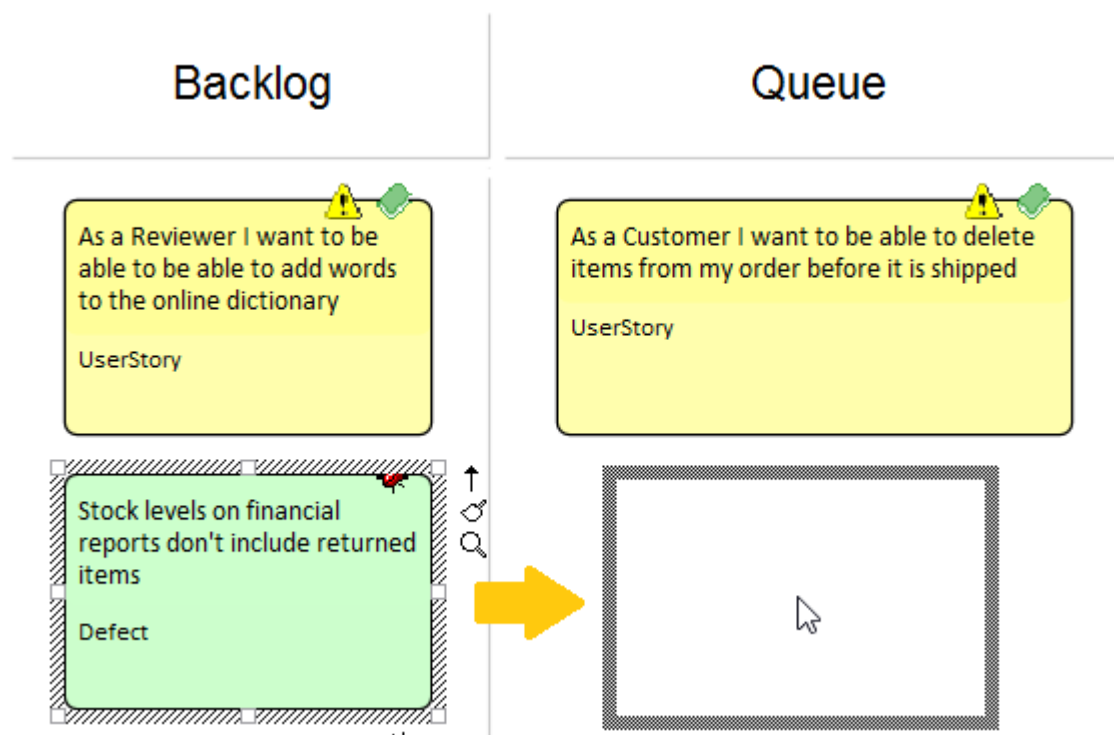 Backlog
Queue
As a Reviewer I want to be
able to be able to add words
to the online dictionary
UserStory
As a Customer I want to be able to delete
items from my order before it is shipped
UserStory
Stock levels on financial
reports don't include returned
items
Defect